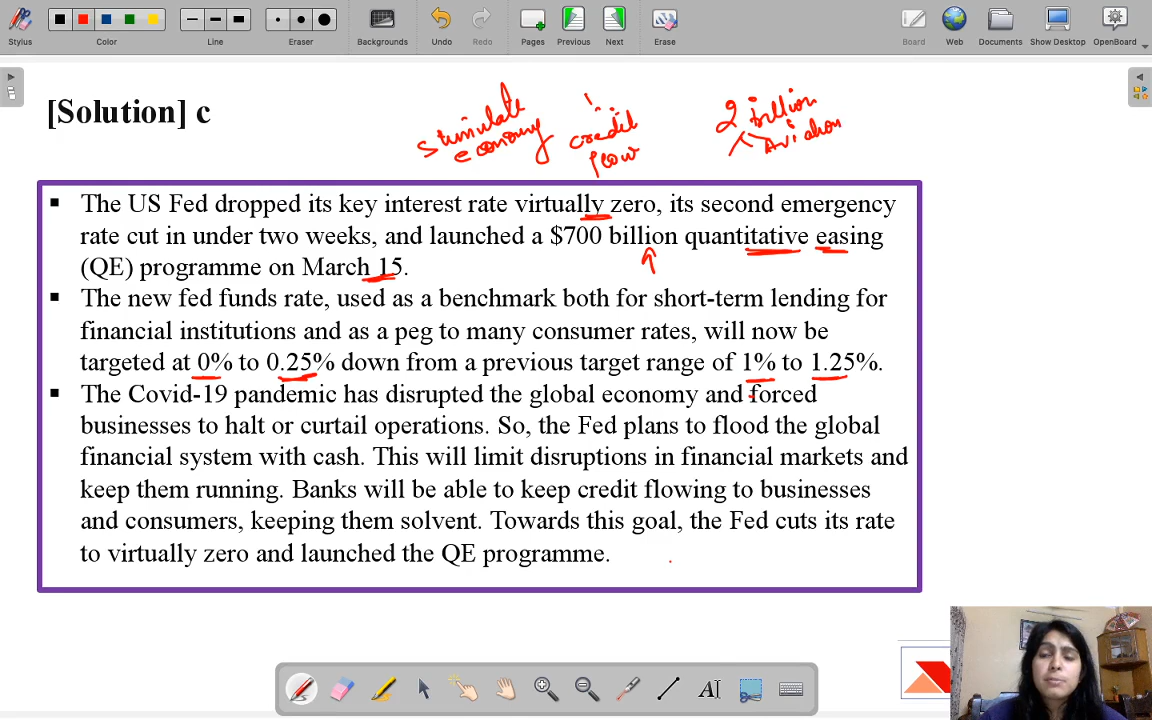 Stylus Color Line Eraser Backgrounds Undo Redo Pages Previous Next Erase Board Web Documents Show Desktop OpenBoard
[Solution] c
stimulate
economy
credit
flow
2 billion
Aviation
▪ The US Fed dropped its key interest rate virtually zero, its second emergency
rate cut in under two weeks, and launched a $700 billion quantitative easing
(QE) programme on March 15.
▪ The new fed funds rate, used as a benchmark both for short-term lending for
financial institutions and as a peg to many consumer rates, will now be
targeted at 0% to 0.25% down from a previous target range of 1% to 1.25%.
▪ The Covid-19 pandemic has disrupted the global economy and forced
businesses to halt or curtail operations. So, the Fed plans to flood the global
financial system with cash. This will limit disruptions in financial markets and
keep them running. Banks will be able to keep credit flowing to businesses
and consumers, keeping them solvent. Towards this goal, the Fed cuts its rate
to virtually zero and launched the QE programme.